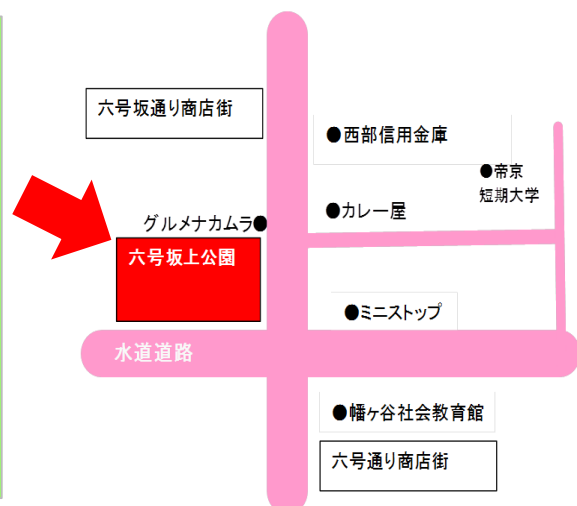 六号坂通り商店街
●西部信用金庫
●帝京
短期大学
●カレー屋
グルメナカムラ●
六号坂上公園
●ミニストップ
水道道路
●幡ヶ谷社会教育館
六号通り商店街